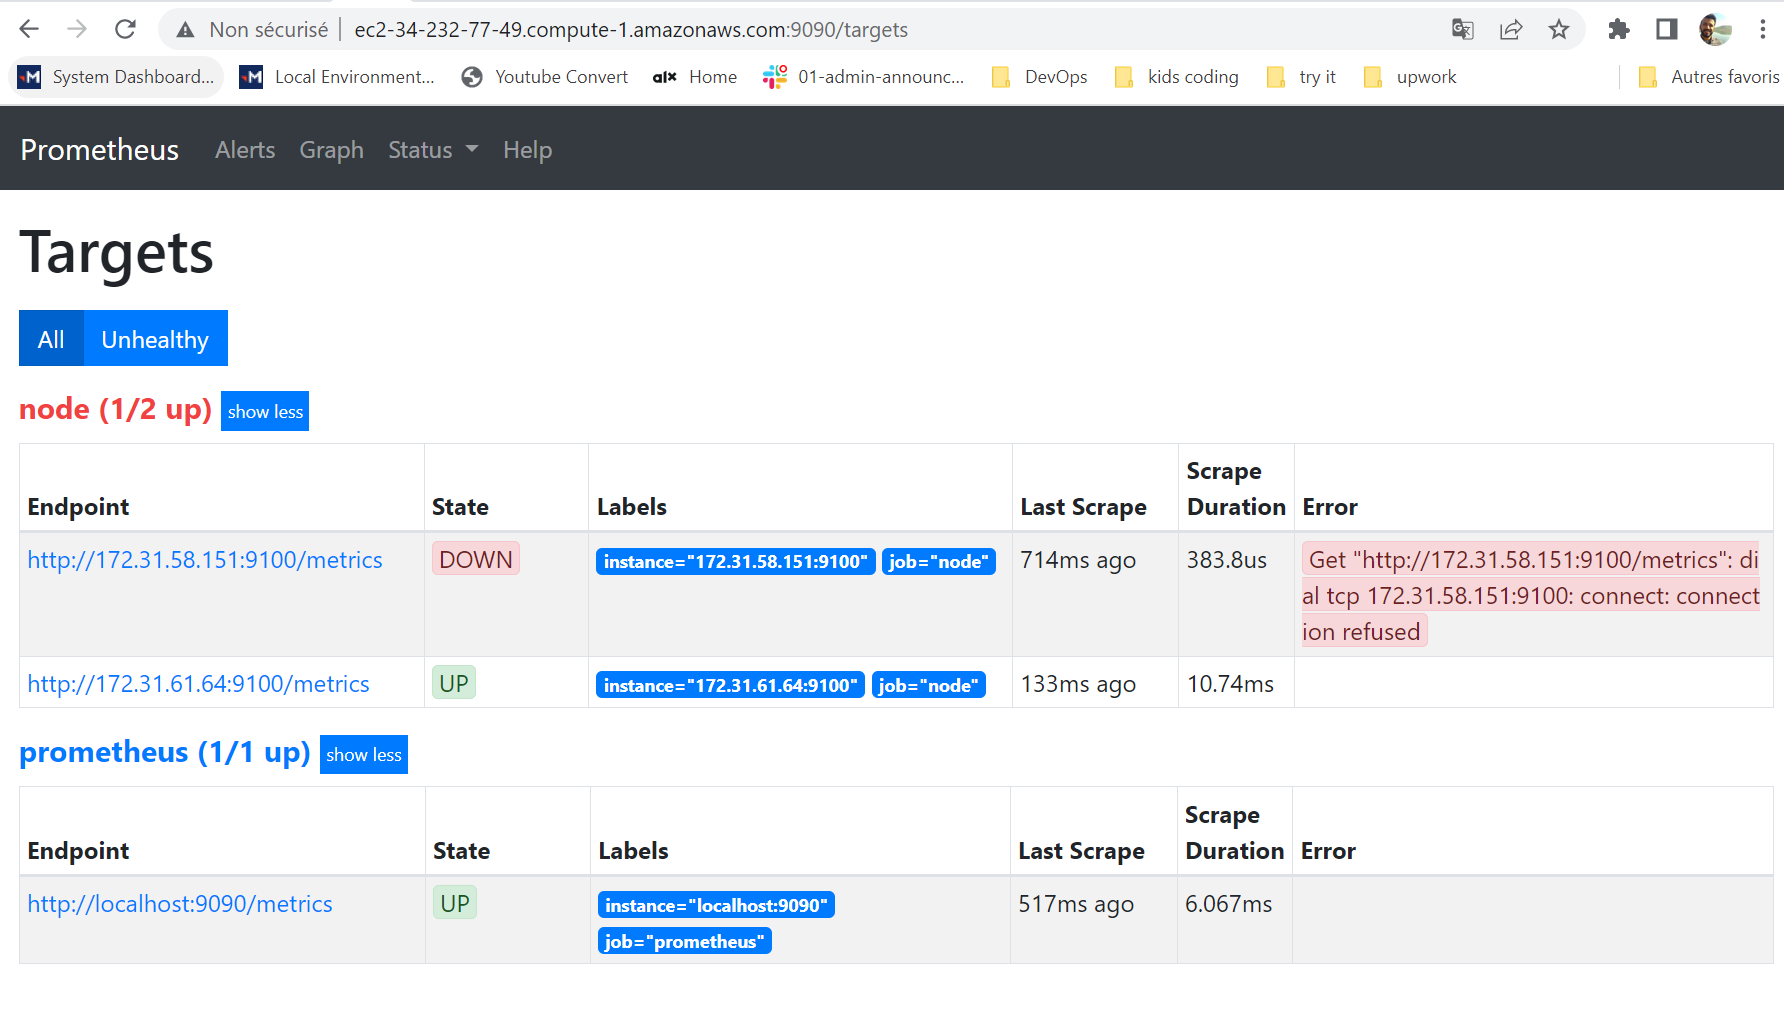 Non sécurisé | ec2-34-232-77-49.compute-1.amazonaws.com:9090/targets
System Dashboard... Local Environment... Youtube Convert alx Home 01-admin-announc... DevOps kids coding try it upwork Autres favoris
Prometheus Alerts Graph Status Help
Targets
All Unhealthy
node (1/2 up) show less
Endpoint State Labels Last Scrape Scrape Duration Error
http://172.31.58.151:9100/metrics DOWN instance="172.31.58.151:9100" job="node" 714ms ago 383.8us Get "http://172.31.58.151:9100/metrics": di
al tcp 172.31.58.151:9100: connect: connect
ion refused
http://172.31.61.64:9100/metrics UP instance="172.31.61.64:9100" job="node" 133ms ago 10.74ms
prometheus (1/1 up) show less
Endpoint State Labels Last Scrape Scrape Duration Error
http://localhost:9090/metrics UP instance="localhost:9090" 517ms ago 6.067ms
job="prometheus"